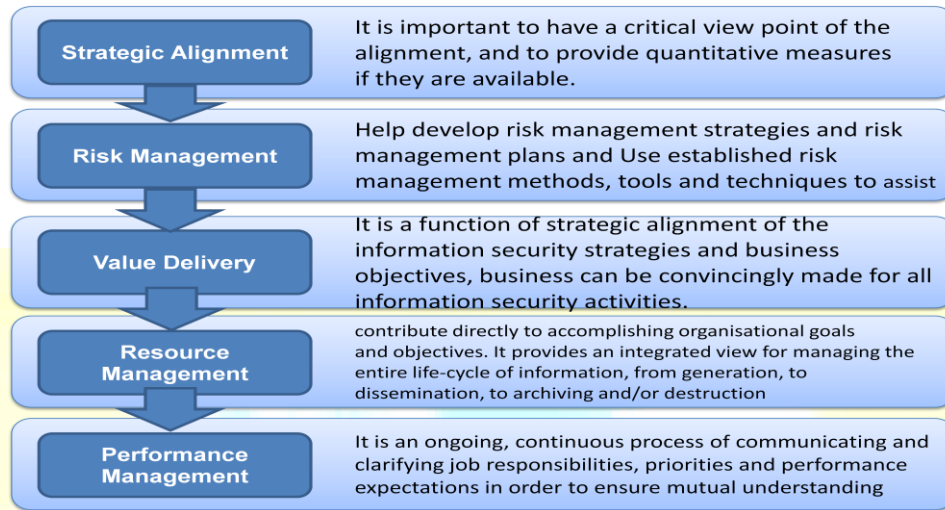 Strategic Alignment
It is important to have a critical view point of the
alignment, and to provide quantitative measures
if they are available.
Risk Management
Help develop risk management strategies and risk
management plans and Use established risk
management methods, tools and techniques to assist
Value Delivery
It is a function of strategic alignment of the
information security strategies and business
objectives, business can be convincingly made for all
information security activities.
Resource
Management
contribute directly to accomplishing organisational goals
and objectives. It provides an integrated view for managing the
entire life-cycle of information, from generation, to
dissemination, to archiving and/or destruction
Performance
Management
It is an ongoing, continuous process of communicating and
clarifying job responsibilities, priorities and performance
expectations in order to ensure mutual understanding